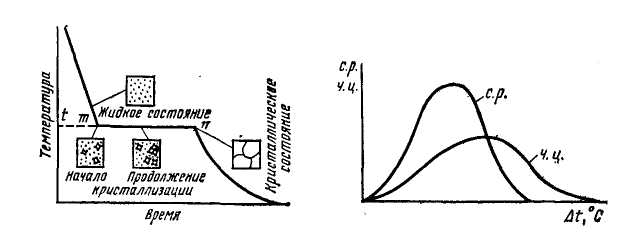 Температура
t
m
Жидкое состояние
n
Начало
Продолжение
кристаллизации
Время
Кристаллическое
состояние
с.р.
ч.ц.
с.р.
ч.ц.
Δt,°C